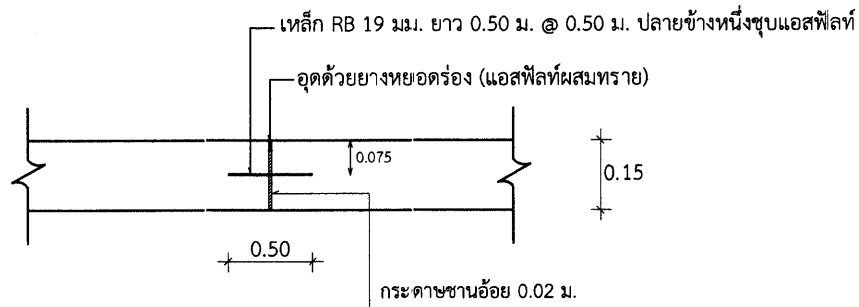 เหล็ก RB 19 มม. ยาว 0.50 ม. @ 0.50 ม. ปลายข้างหนึ่งชุบแอสฟัลท์
อุดด้วยยางหยอดร่อง (แอสฟัลท์ผสมทราย)
0.075
0.15
0.50
กระดาษชานอ้อย 0.02 ม.